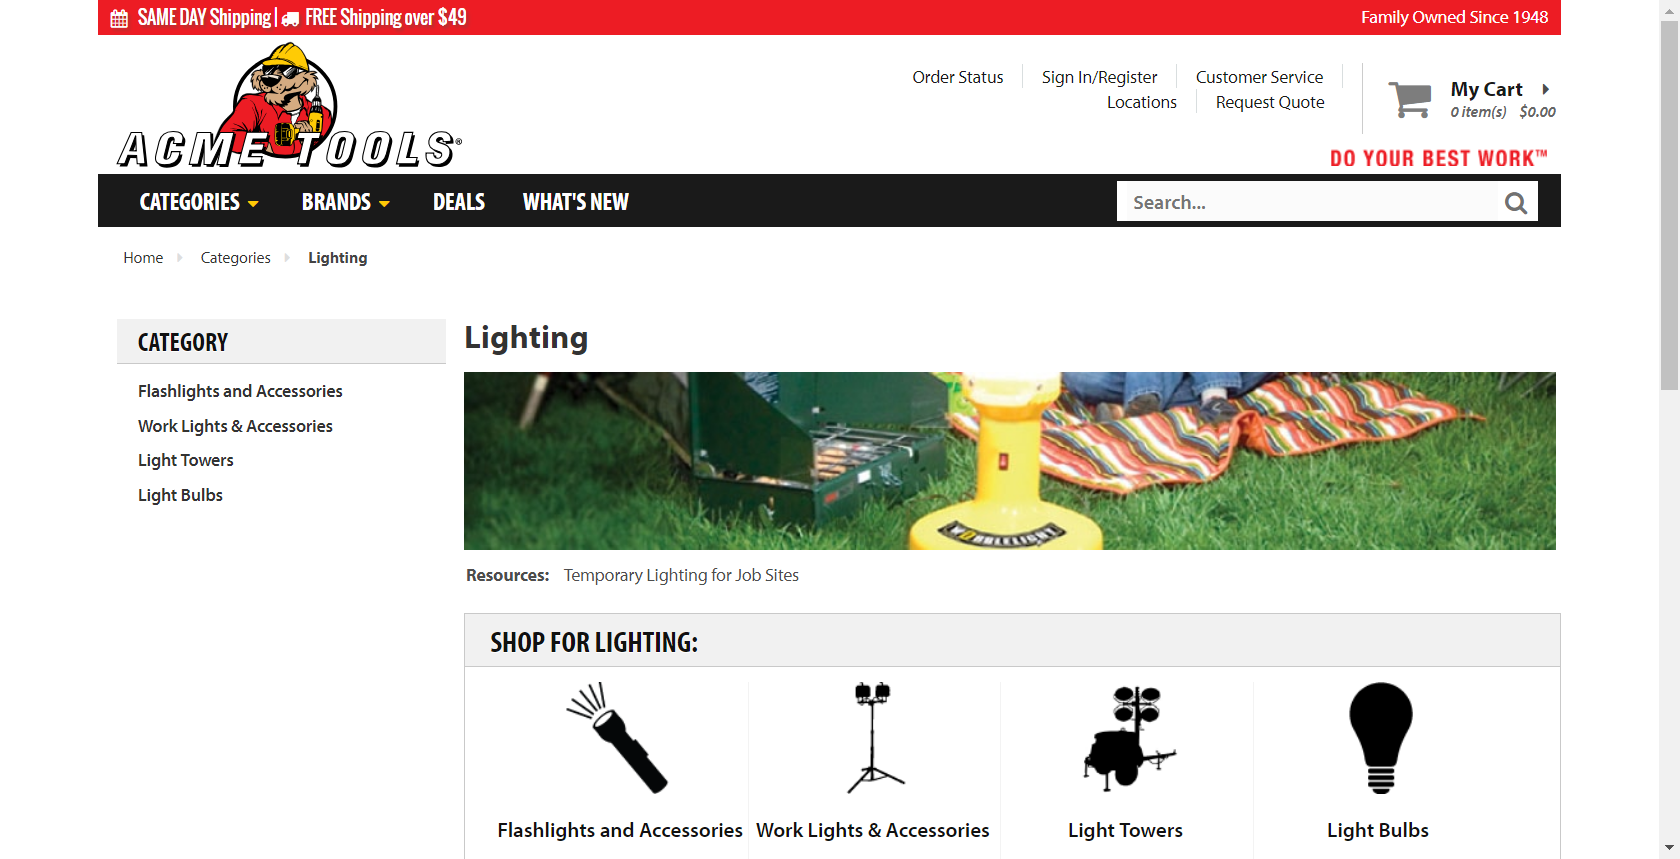 SAME DAY Shipping | FREE Shipping over $49
Family Owned Since 1948
ACME TOOLS®
Order Status
Sign In/Register
Customer Service
Locations
Request Quote
My Cart
0 item(s) $0.00
DO YOUR BEST WORK™
CATEGORIES
BRANDS
DEALS
WHAT'S NEW
Search...
Home
Categories
Lighting
CATEGORY
Flashlights and Accessories
Work Lights & Accessories
Light Towers
Light Bulbs
Lighting
Resources: Temporary Lighting for Job Sites
SHOP FOR LIGHTING:
Flashlights and Accessories
Work Lights & Accessories
Light Towers
Light Bulbs